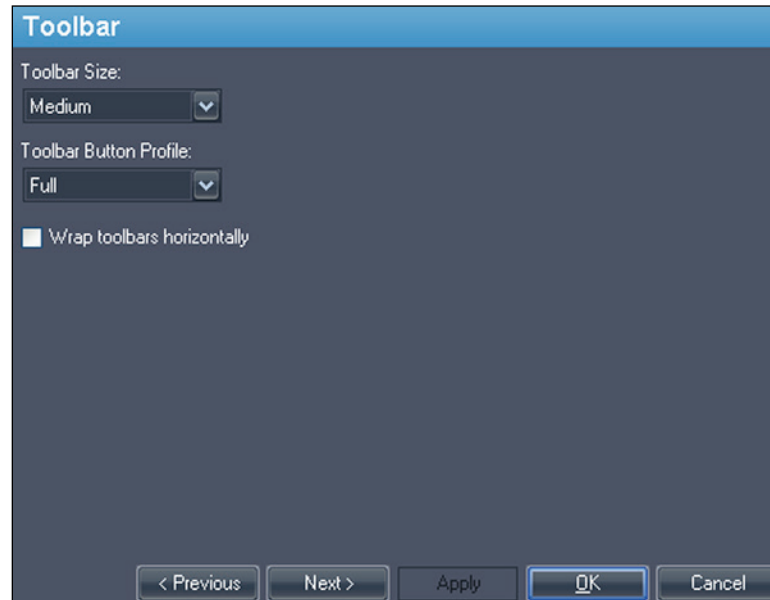 Toolbar
Toolbar Size:
Medium
Toolbar Button Profile:
Full
Wrap toolbars horizontally
< Previous Next > Apply OK Cancel